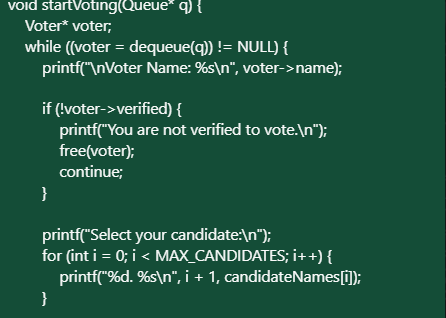 void startVoting(Queue* q) {
Voter* voter;
while ((voter = dequeue(q)) != NULL) {
printf("\nVoter Name: %s\n", voter->name);
if (!voter->verified) {
printf("You are not verified to vote.\n");
free(voter);
continue;
}
printf("Select your candidate:\n");
for (int i = 0; i < MAX_CANDIDATES; i++) {
printf("%d. %s\n", i + 1, candidateNames[i]);
}